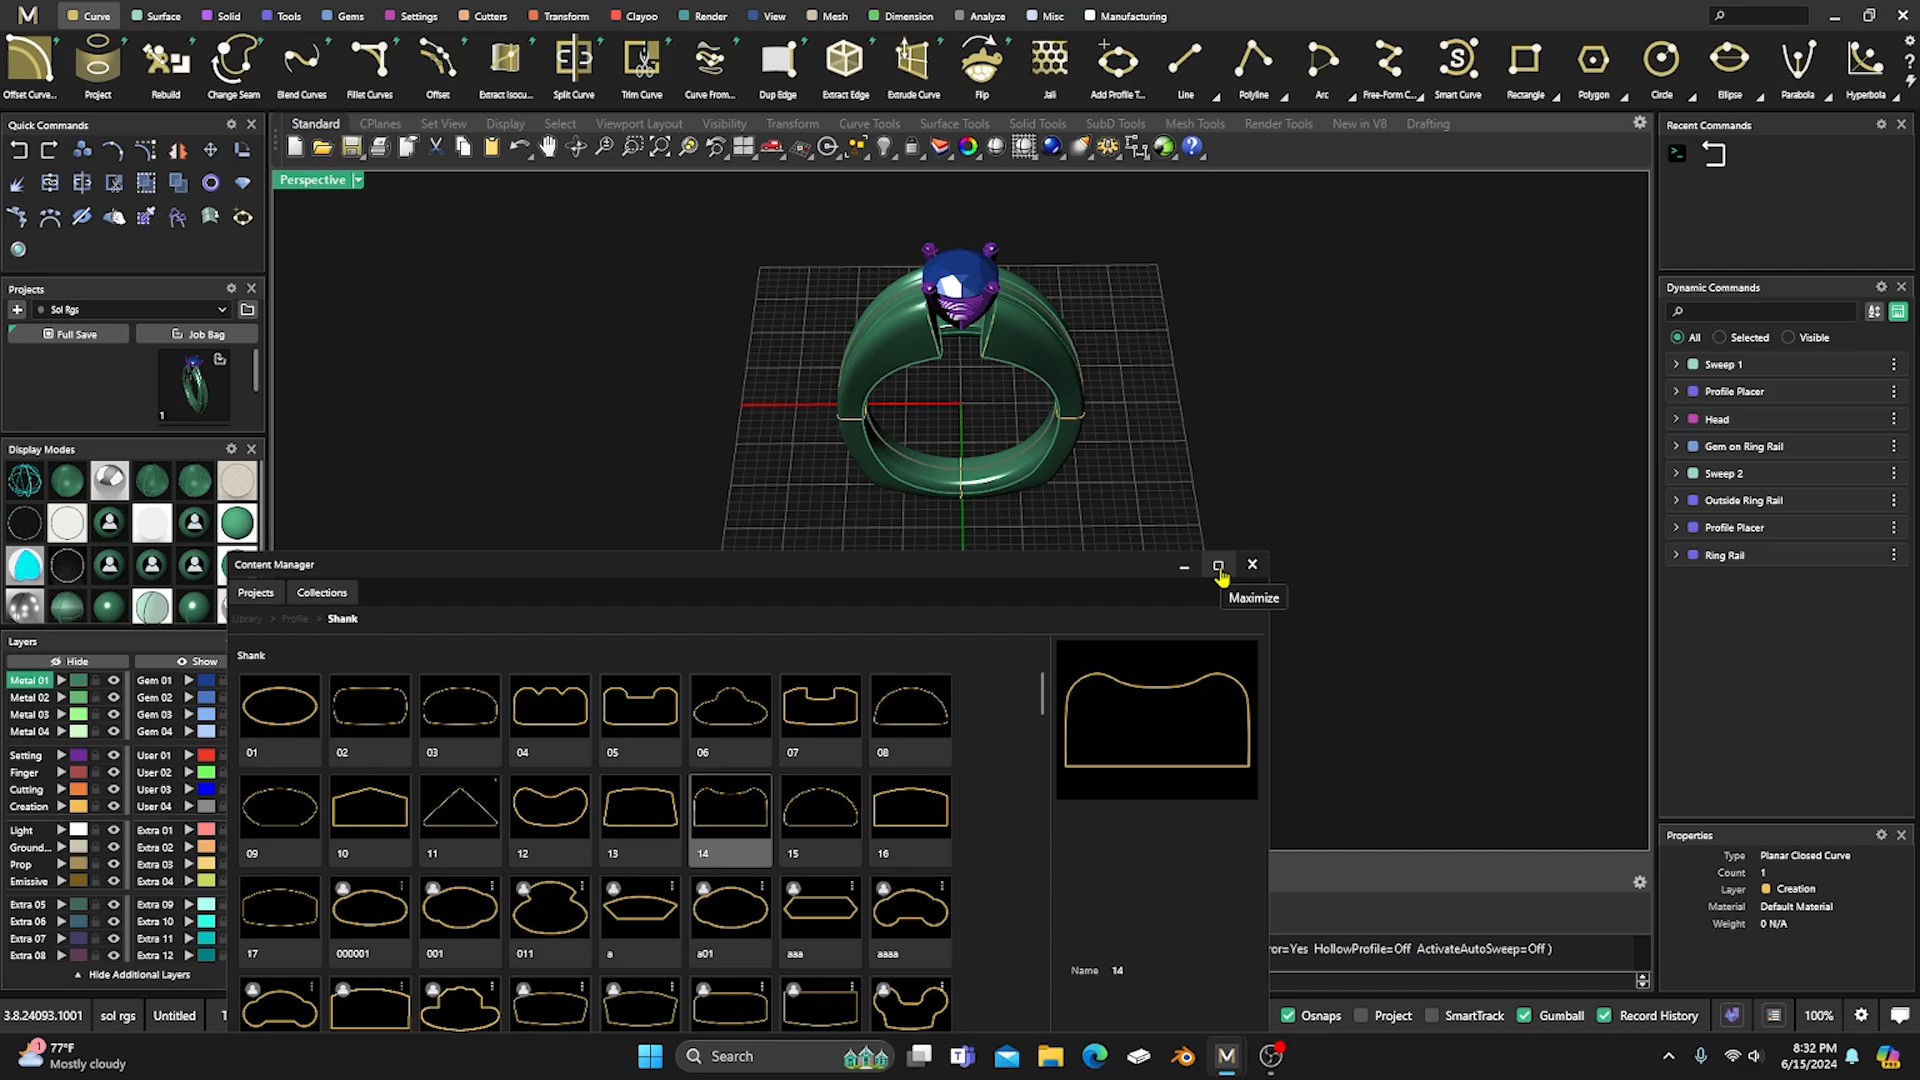 Curve Surface Solid Tools Gems Settings Cutters Transform Clayoo Render View Mesh Dimension Analyze Misc Manufacturing
Offset Curve... Project Rebuild Change Seam Blend Curves Fillet Curves Offset Extract Isocu... Split Curve Trim Curve Curve From... Dup Edge Extract Edge Extrude Curve Flip Jali Add Profile T... Line Polyline Arc Free-Form C... Smart Curve Rectangle Polygon Circle Ellipse Parabola Hyperbola
Quick Commands
Standard CPlanes Set View Display Select Viewport Layout Visibility Transform Curve Tools Surface Tools Solid Tools SubD Tools Mesh Tools Render Tools New in V8 Drafting
Recent Commands
Perspective
Projects
Sol Rgs
Full Save Job Bag
1
Display Modes
Dynamic Commands
All Selected Visible
Sweep 1
Profile Placer
Head
Gem on Ring Rail
Sweep 2
Outside Ring Rail
Profile Placer
Ring Rail
Content Manager
Maximize
Projects Collections
Library > Profile > Shank
Shank
01 02 03 04 05 06 07 08
09 10 11 12 13 14 15 16
17 000001 001 011 a a01 aaa aaaa
Name 14
Layers
Hide Show
Metal 01 Gem 01
Metal 02 Gem 02
Metal 03 Gem 03
Metal 04 Gem 04
Setting User 01
Finger User 02
Cutting User 03
Creation User 04
Light Extra 01
Ground... Extra 02
Prop Extra 03
Emissive Extra 04
Extra 05 Extra 09
Extra 06 Extra 10
Extra 07 Extra 11
Extra 08 Extra 12
Hide Additional Layers
Properties
Type Planar Closed Curve
Count 1
Layer Creation
Material Default Material
Weight 0 N/A
ror=Yes HollowProfile=Off ActivateAutoSweep=Off )
3.8.24093.1001 sol rgs Untitled T
Osnaps Project SmartTrack Gumball Record History 100%
1
77°F
Mostly cloudy
Search
8:32 PM
6/15/2024